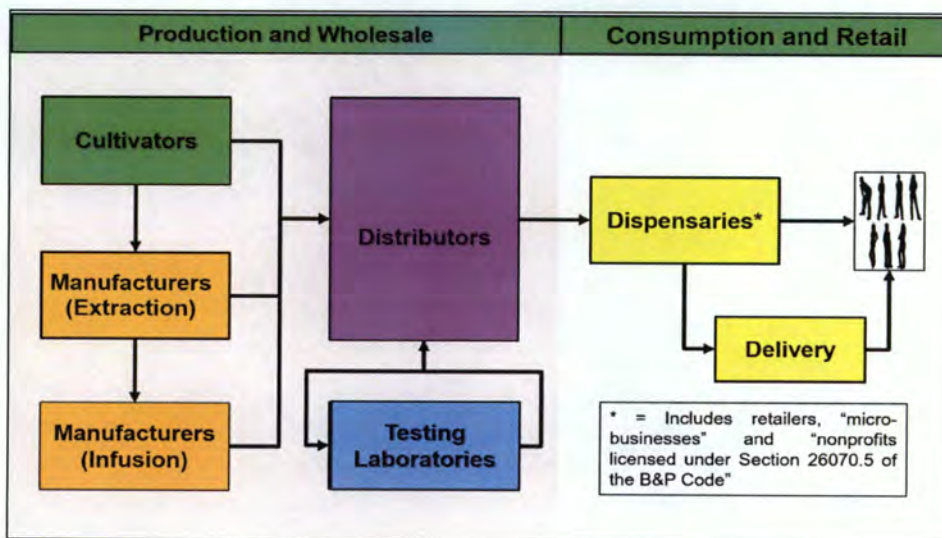 Production and Wholesale
Consumption and Retail
Cultivators
Manufacturers
(Extraction)
Manufacturers
(Infusion)
Distributors
Testing
Laboratories
Dispensaries*
Delivery
* = Includes retailers, “micro-
businesses” and “nonprofits
licensed under Section 26070.5 of
the B&P Code”